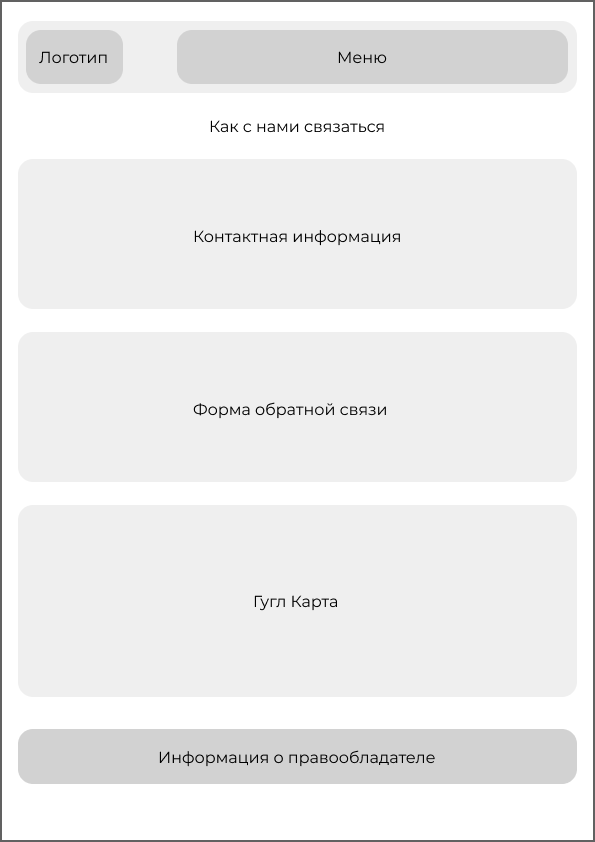 Логотип
Меню
Как с нами связаться
Контактная информация
Форма обратной связи
Гугл Карта
Информация о правообладателе